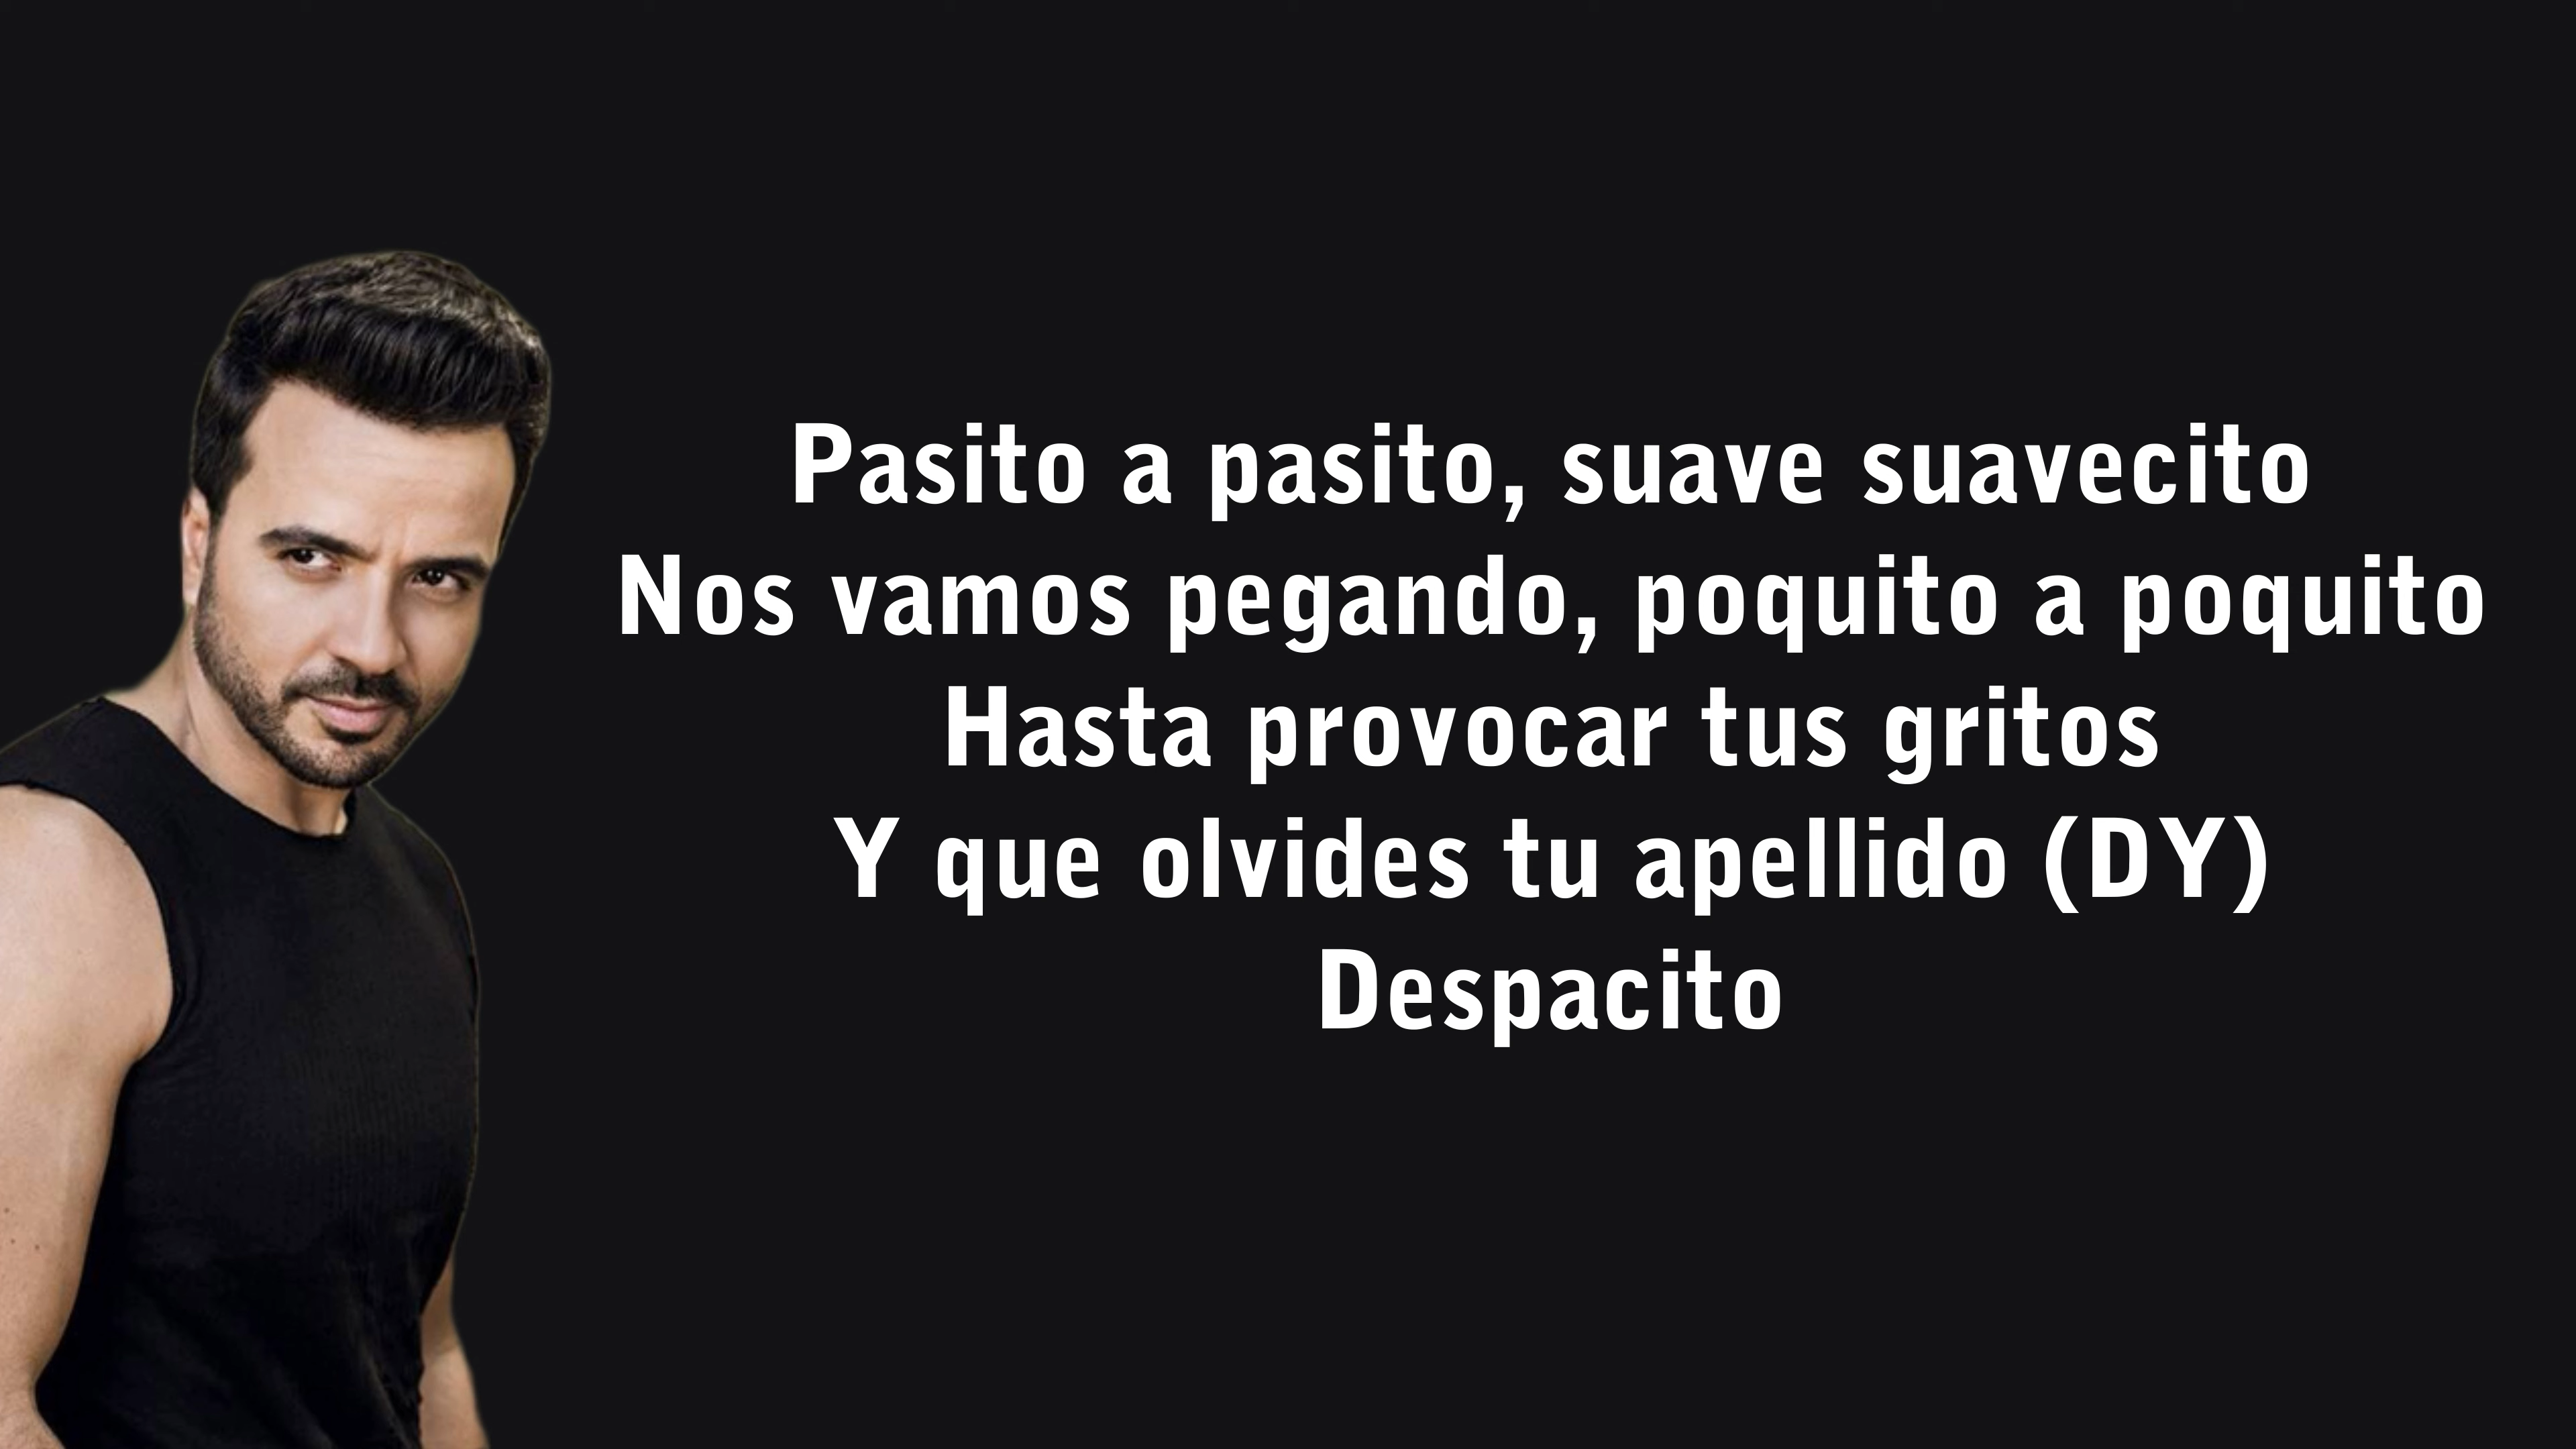 Pasito a pasito, suave suavecito
Nos vamos pegando, poquito a poquito
Hasta provocar tus gritos
Y que olvides tu apellido (DY)
Despacito